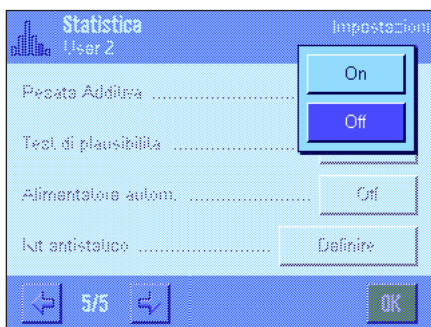 Statistica Impostazioni
User 2
On
Pesata Additiva ........................
Off
Test di plausibilità ........................
Alimentatore autom. ........................ Off
Kit antistatico ........................ Definire
5/5 OK